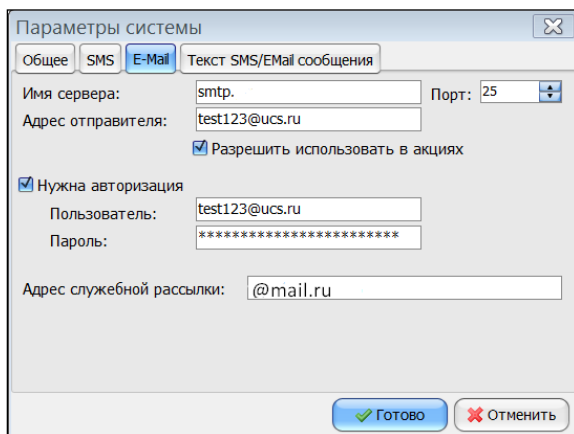 Параметры системы
Общее SMS E-Mail Текст SMS/EMail сообщения
Имя сервера: smtp. Порт: 25
Адрес отправителя: test123@ucs.ru
Разрешить использовать в акциях
Нужна авторизация
Пользователь: test123@ucs.ru
Пароль: ************************
Адрес служебной рассылки: @mail.ru
Готово Отменить